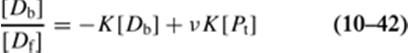 [D_b]/[D_f] = −K[D_b] + νK[P_t] (10–42)